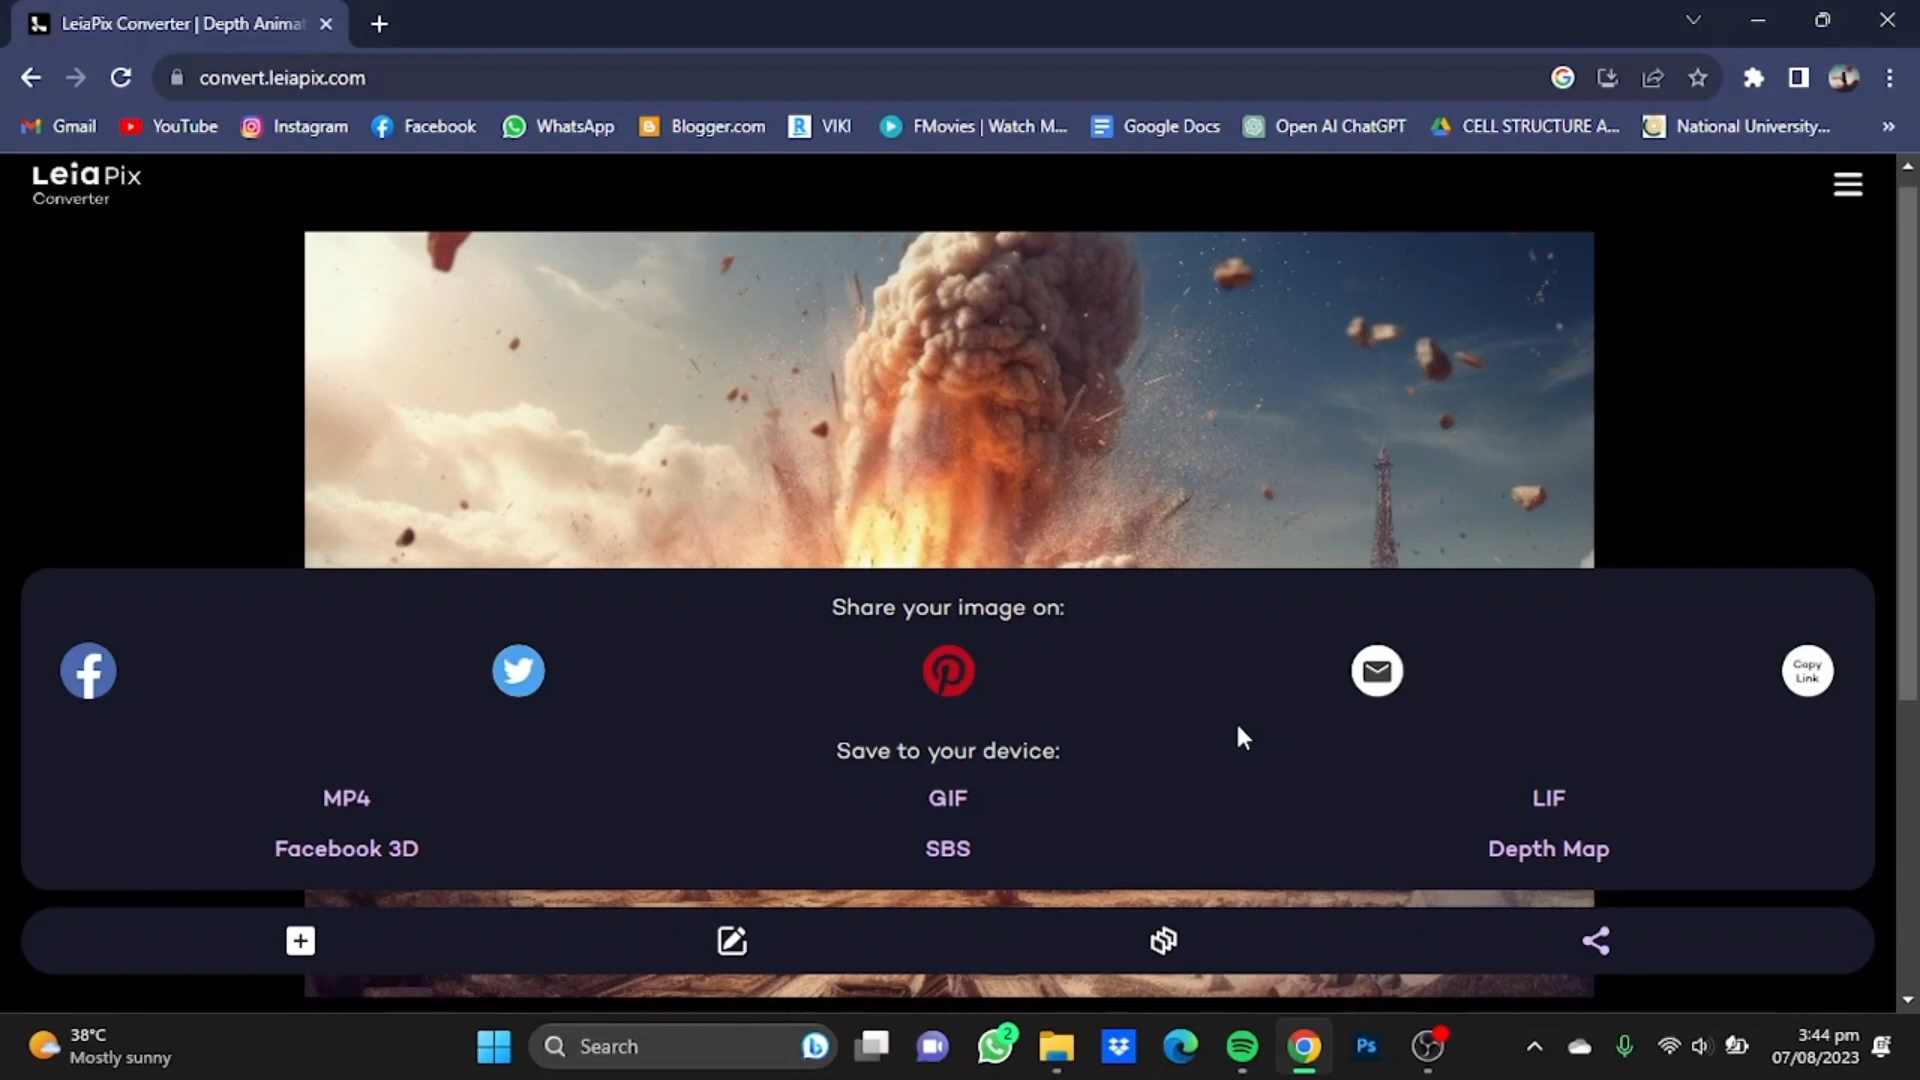 LeiaPix Converter | Depth Animat
convert.leiapix.com
Gmail YouTube Instagram Facebook WhatsApp Blogger.com VIKI FMovies | Watch M... Google Docs Open AI ChatGPT CELL STRUCTURE A... National University... »
Leia Pix
Converter
Share your image on:
Copy
Link
Save to your device:
MP4 GIF LIF
Facebook 3D SBS Depth Map
38°C
Mostly sunny
Search
2
Ps
3:44 pm
07/08/2023